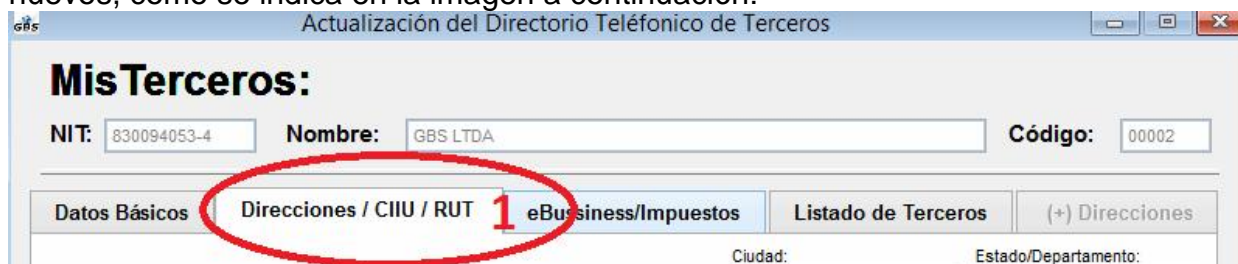 nuevos, como se indica en la imagen a continuación.
GBS Actualización del Directorio Teléfonico de Terceros
MisTerceros:
NIT: 830094053-4 Nombre: GBS LTDA Código: 00002
Datos Básicos Direcciones / CIIU / RUT 1 eBussiness/Impuestos Listado de Terceros (+) Direcciones
Ciudad: Estado/Departamento: